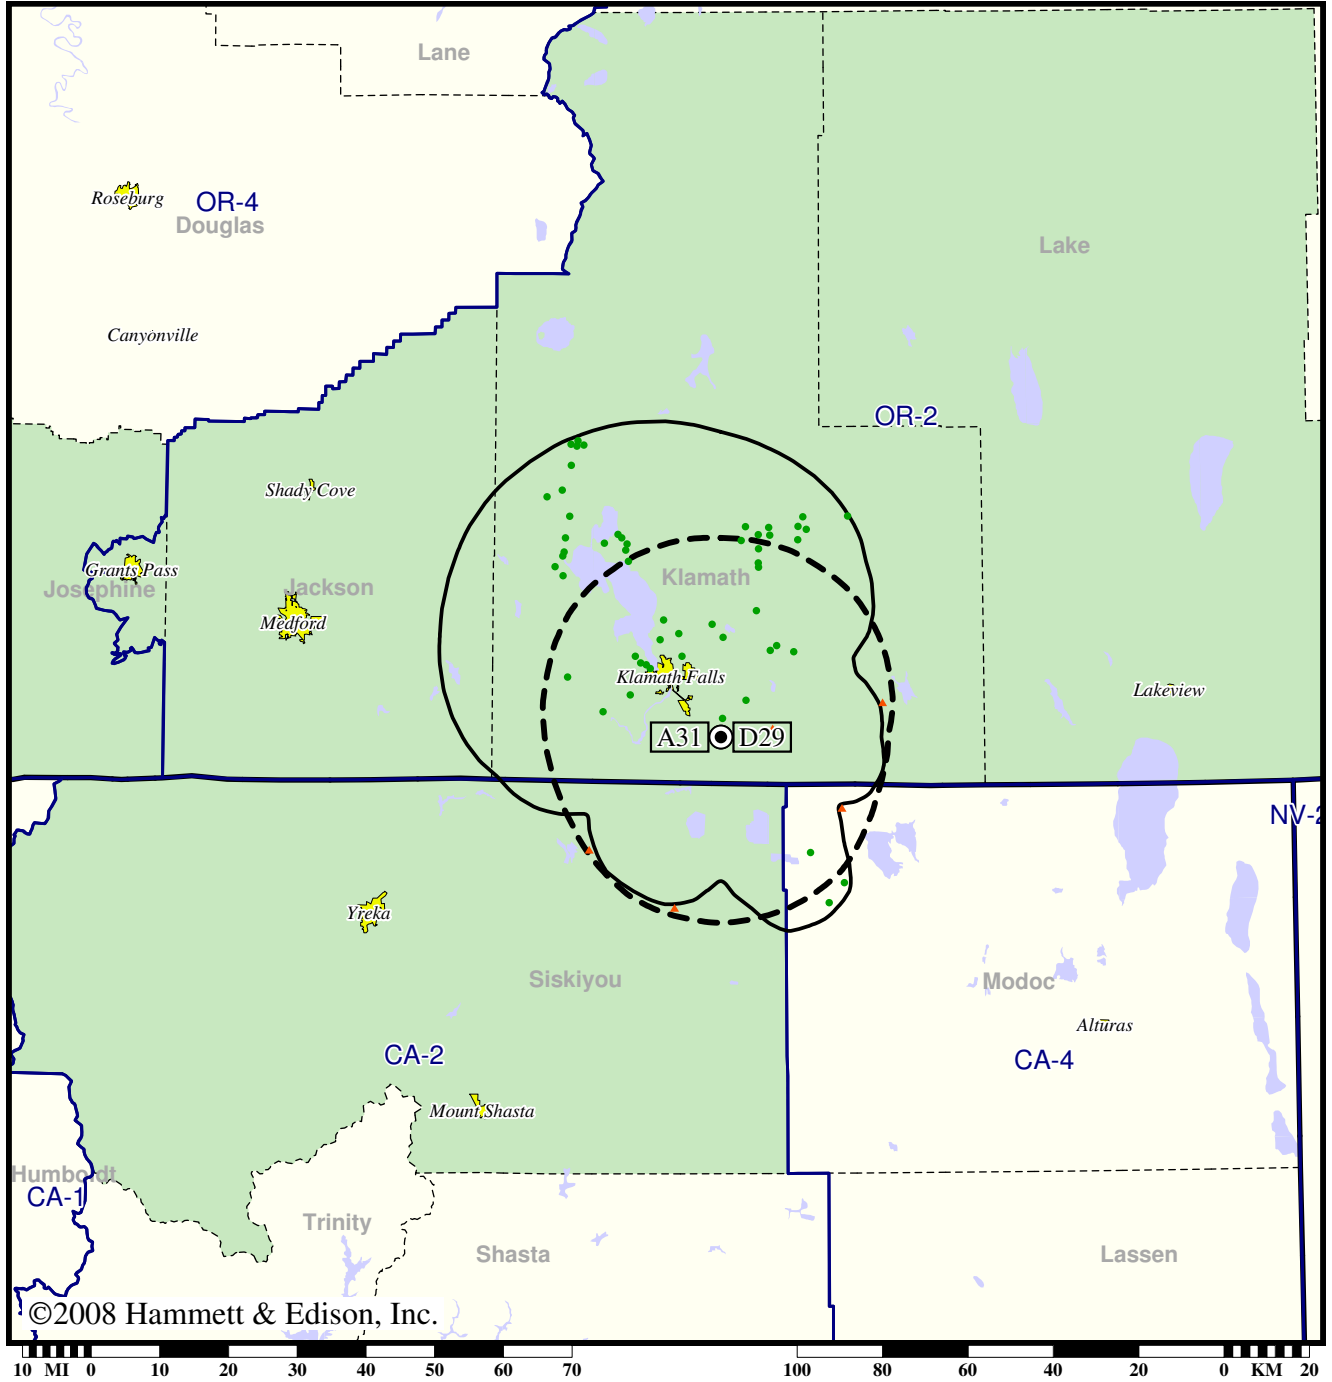 Lane
Roseburg
OR-4
Douglas
Lake
Canyonville
OR-2
Shady Cove
Grants Pass
Josephine
Jackson
Klamath
Medford
Klamath Falls
Lakeview
A31
D29
NV-2
Yreka
Siskiyou
Modoc
Alturas
CA-2
CA-4
Mount Shasta
Humboldt
CA-1
Trinity
Shasta
Lassen
©2008 Hammett & Edison, Inc.
10 MI 0 10 20 30 40 50 60 70 100 80 60 40 20 0 KM 20